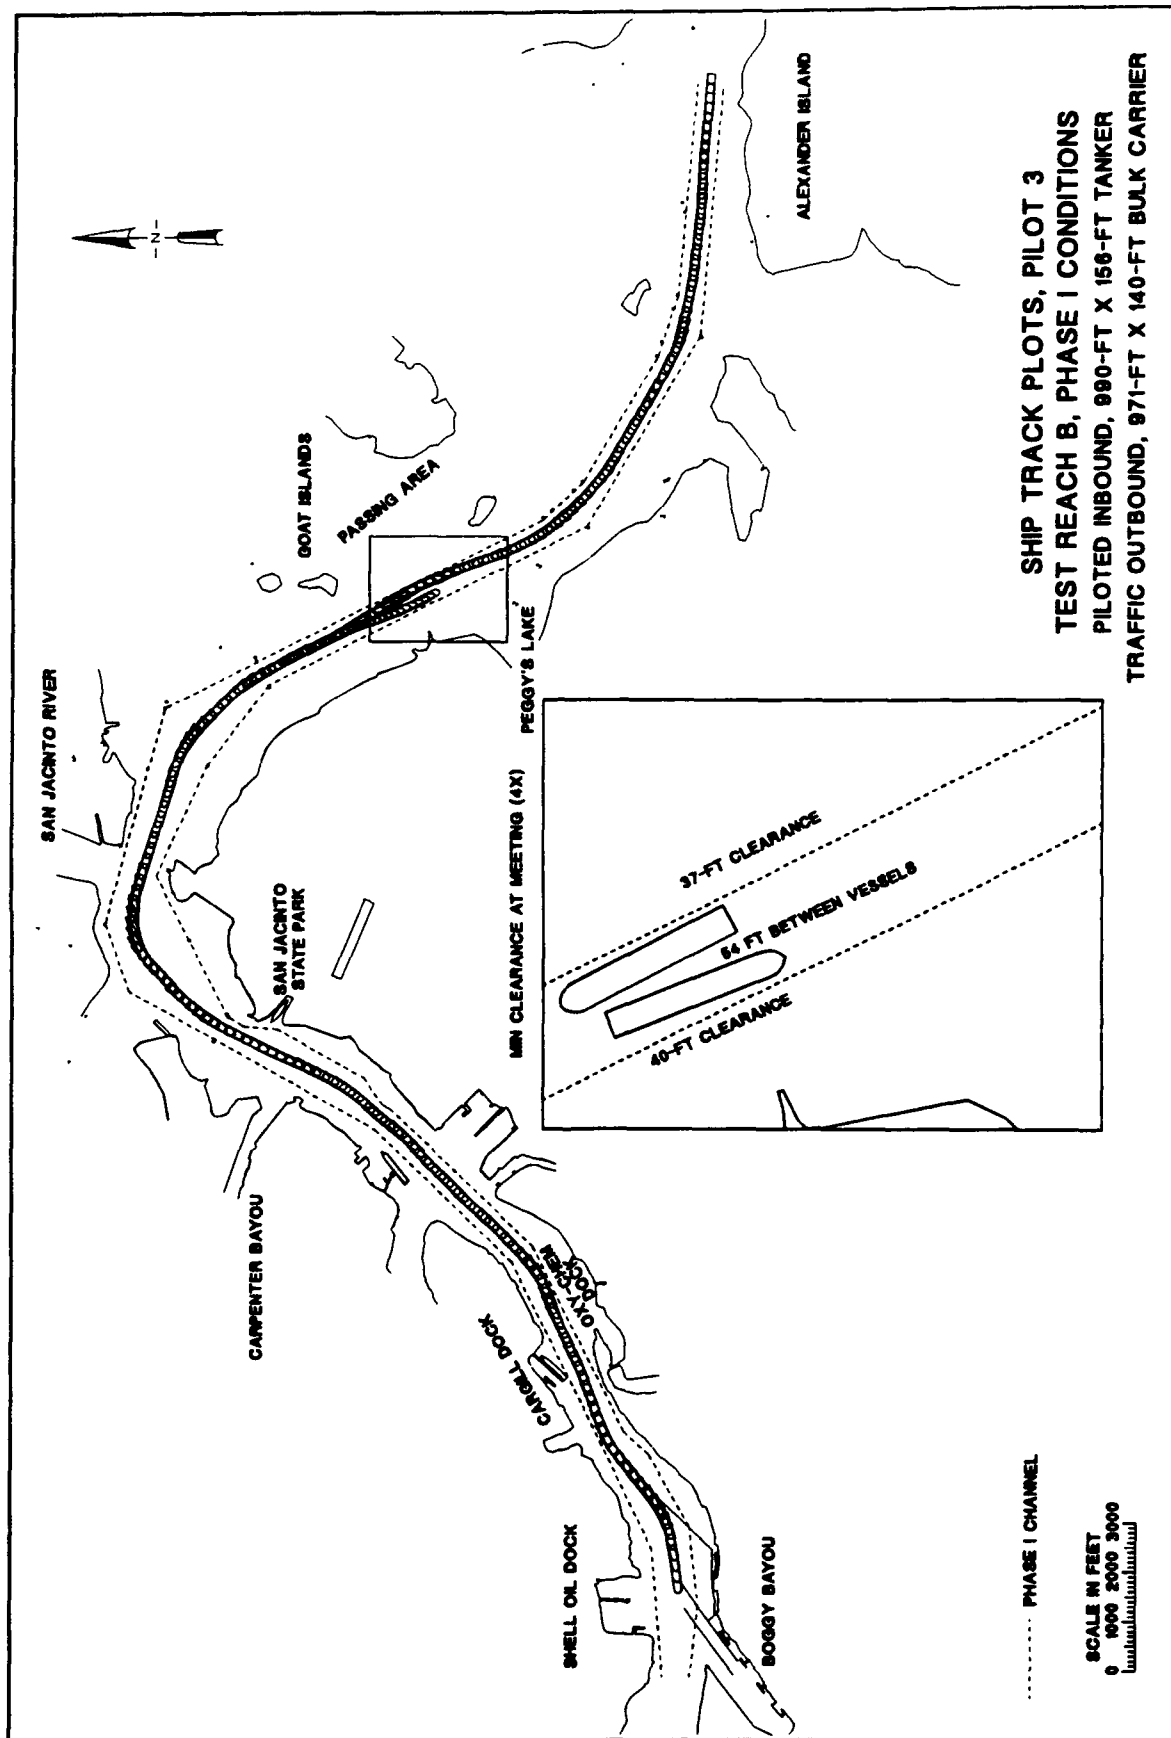 SAN JACINTO RIVER
GOAT ISLANDS
PASSING AREA
-N-
ALEXANDER ISLAND
SAN JACINTO
STATE PARK
PEGGY'S LAKE
CARPENTER BAYOU
CARGILL DOCK
OXY-CHEM
DOCK
SHELL OIL DOCK
BOGGY BAYOU
MIN CLEARANCE AT MEETING (4X)
37-FT CLEARANCE
54 FT BETWEEN VESSELS
40-FT CLEARANCE
PHASE I CHANNEL
SCALE IN FEET
0 1000 2000 3000
SHIP TRACK PLOTS, PILOT 3
TEST REACH B, PHASE I CONDITIONS
PILOTED INBOUND, 990-FT X 156-FT TANKER
TRAFFIC OUTBOUND, 971-FT X 140-FT BULK CARRIER